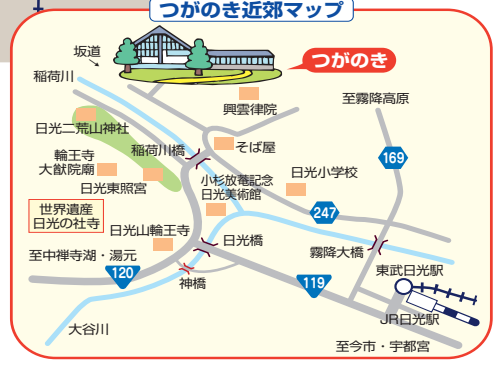 つがのき近郊マップ
坂道
つがのき
稲荷川
興雲律院
至霧降高原
日光二荒山神社
稲荷川橋
そば屋
169
輪王寺
大猷院廟
日光東照宮
小杉放菴記念
日光美術館
日光小学校
世界遺産
日光の社寺
247
日光山輪王寺
日光橋
霧降大橋
至中禅寺湖・湯元
120
神橋
119
東武日光駅
JR日光駅
大谷川
至今市・宇都宮